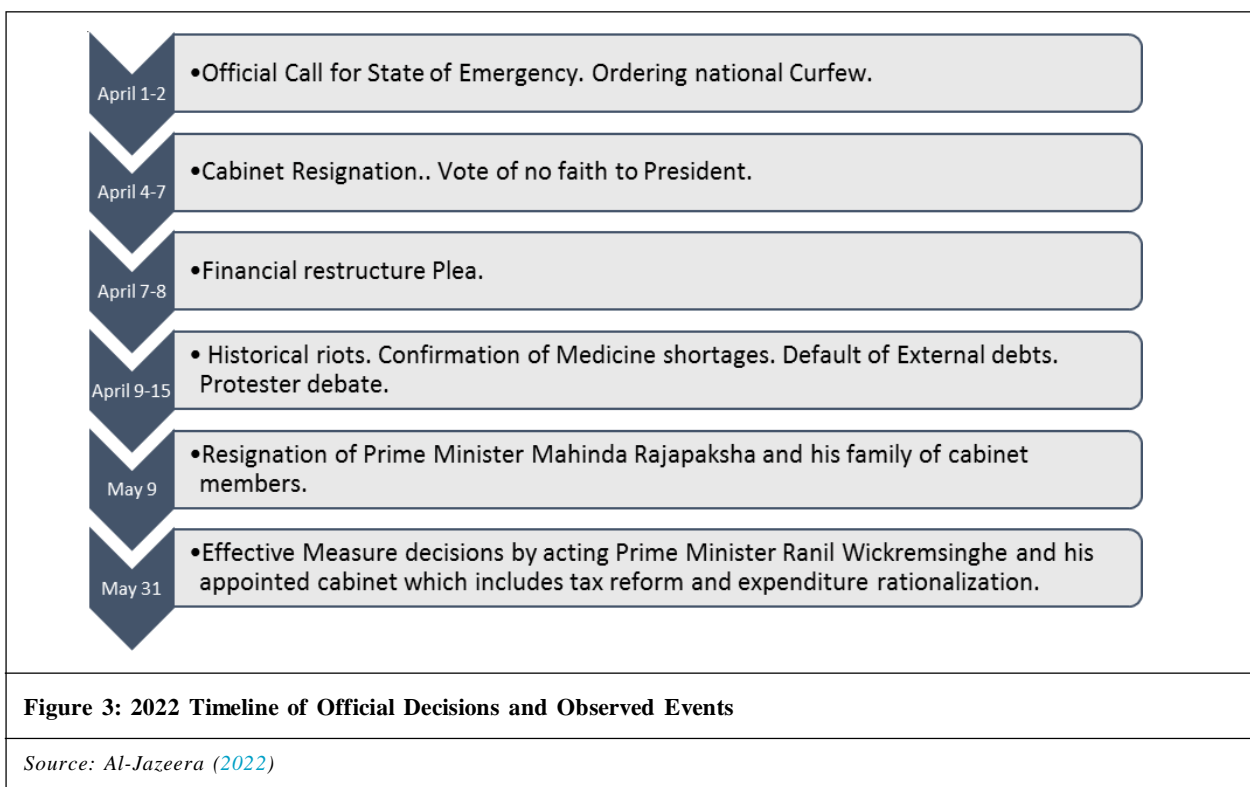 April 1-2
•Official Call for State of Emergency. Ordering national Curfew.
April 4-7
•Cabinet Resignation.. Vote of no faith to President.
April 7-8
•Financial restructure Plea.
April 9-15
• Historical riots. Confirmation of Medicine shortages. Default of External debts.
Protester debate.
May 9
•Resignation of Prime Minister Mahinda Rajapaksha and his family of cabinet
members.
May 31
•Effective Measure decisions by acting Prime Minister Ranil Wickremsinghe and his
appointed cabinet which includes tax reform and expenditure rationalization.
Figure 3: 2022 Timeline of Official Decisions and Observed Events
Source: Al-Jazeera (2022)